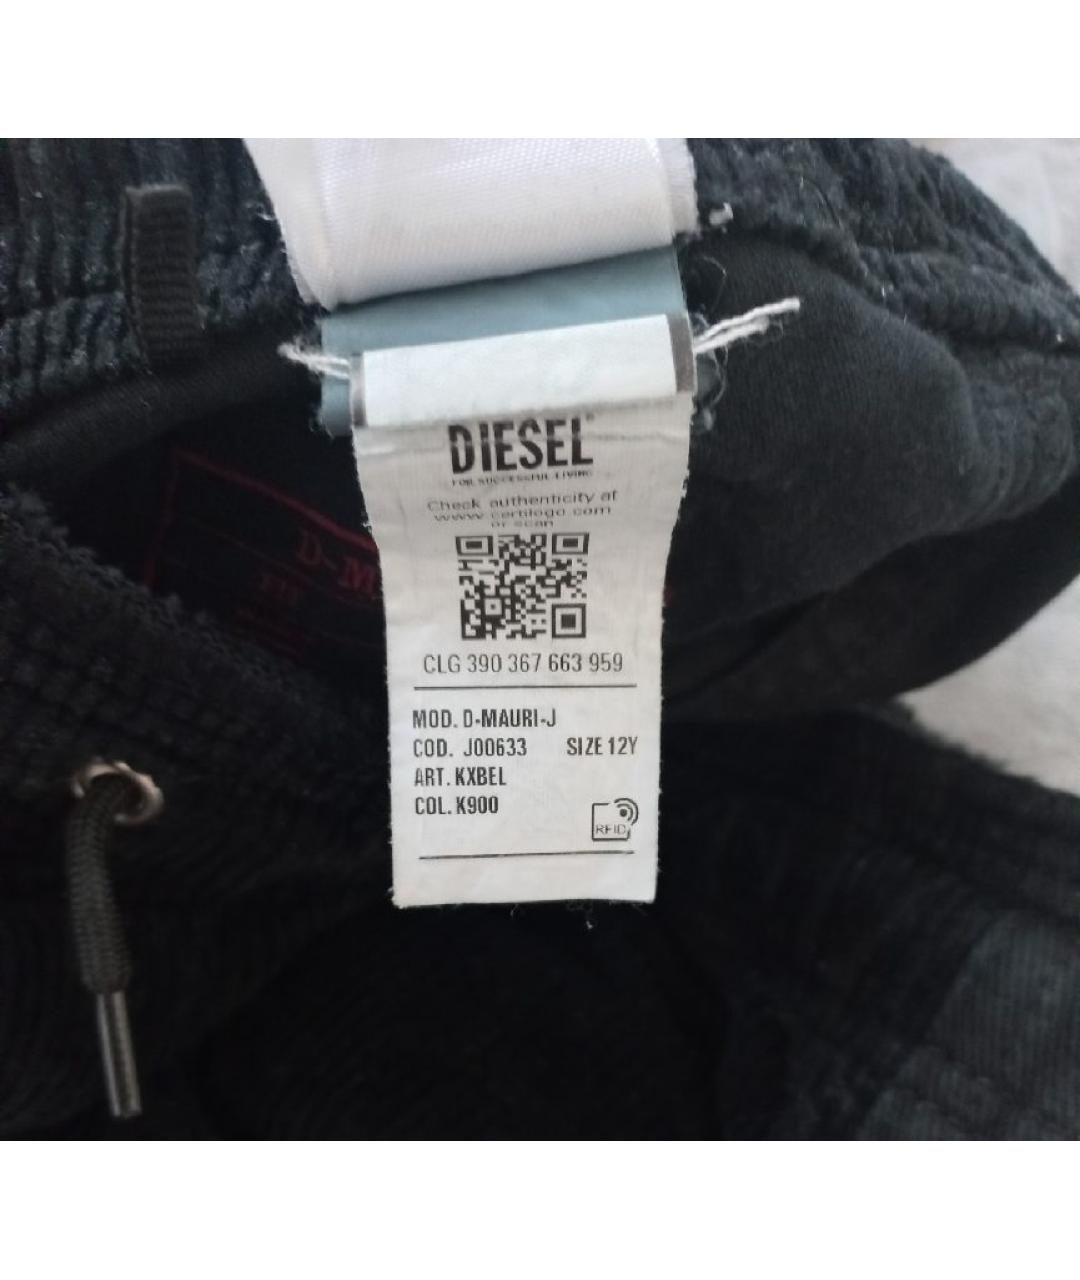 DIESEL
FOR SUCCESSFUL LIVING
Check authenticity at
www.certilogo.com
or scan
CLG 390 367 663 959
MOD. D-MAURI-J
COD. J00633 SIZE 12Y
ART. KXBEL
COL. K900
RFID
D-M